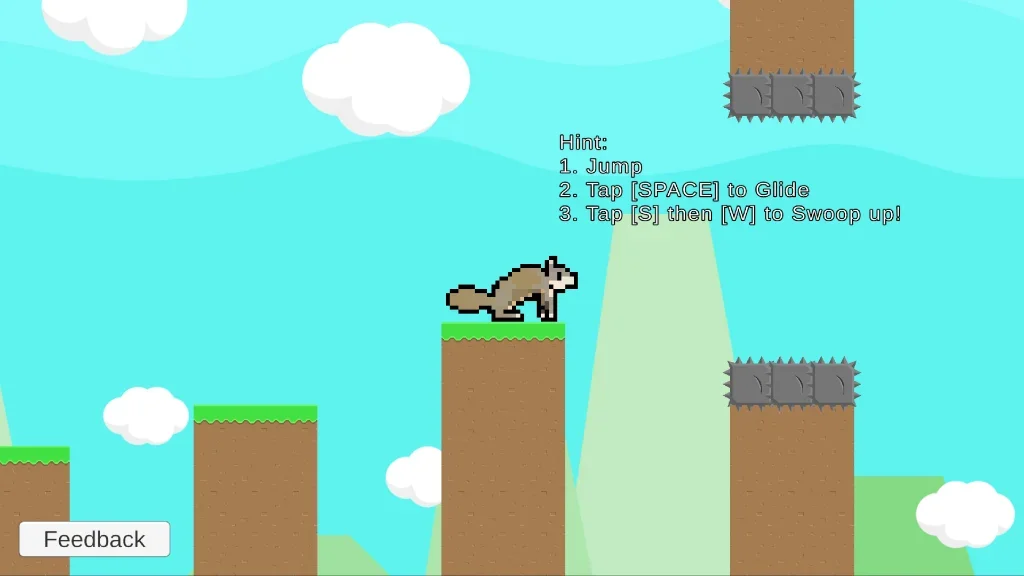 Hint:
1. Jump
2. Tap [SPACE] to Glide
3. Tap [S] then [W] to Swoop up!
Feedback